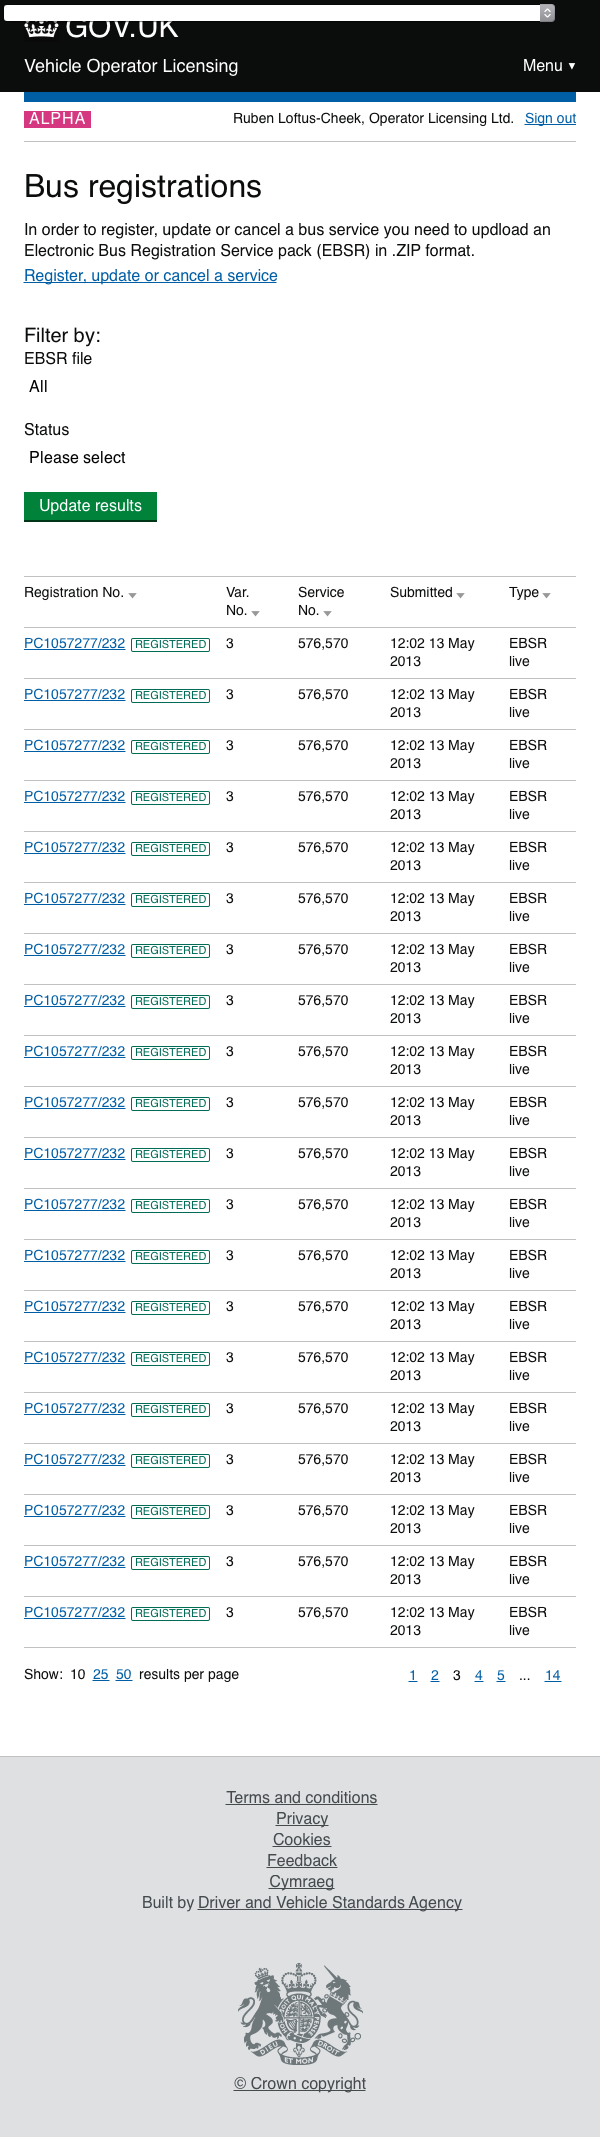 GOV.UK
Vehicle Operator Licensing Menu ▼
ALPHA Ruben Loftus-Cheek, Operator Licensing Ltd. Sign out
Bus registrations
In order to register, update or cancel a bus service you need to updload an
Electronic Bus Registration Service pack (EBSR) in .ZIP format.
Register, update or cancel a service
Filter by:
EBSR file
All
Status
Please select
Update results
Registration No. Var. Service Submitted Type
No. No.
PC1057277/232 REGISTERED 3 576,570 12:02 13 May EBSR
2013 live
PC1057277/232 REGISTERED 3 576,570 12:02 13 May EBSR
2013 live
PC1057277/232 REGISTERED 3 576,570 12:02 13 May EBSR
2013 live
PC1057277/232 REGISTERED 3 576,570 12:02 13 May EBSR
2013 live
PC1057277/232 REGISTERED 3 576,570 12:02 13 May EBSR
2013 live
PC1057277/232 REGISTERED 3 576,570 12:02 13 May EBSR
2013 live
PC1057277/232 REGISTERED 3 576,570 12:02 13 May EBSR
2013 live
PC1057277/232 REGISTERED 3 576,570 12:02 13 May EBSR
2013 live
PC1057277/232 REGISTERED 3 576,570 12:02 13 May EBSR
2013 live
PC1057277/232 REGISTERED 3 576,570 12:02 13 May EBSR
2013 live
PC1057277/232 REGISTERED 3 576,570 12:02 13 May EBSR
2013 live
PC1057277/232 REGISTERED 3 576,570 12:02 13 May EBSR
2013 live
PC1057277/232 REGISTERED 3 576,570 12:02 13 May EBSR
2013 live
PC1057277/232 REGISTERED 3 576,570 12:02 13 May EBSR
2013 live
PC1057277/232 REGISTERED 3 576,570 12:02 13 May EBSR
2013 live
PC1057277/232 REGISTERED 3 576,570 12:02 13 May EBSR
2013 live
PC1057277/232 REGISTERED 3 576,570 12:02 13 May EBSR
2013 live
PC1057277/232 REGISTERED 3 576,570 12:02 13 May EBSR
2013 live
PC1057277/232 REGISTERED 3 576,570 12:02 13 May EBSR
2013 live
PC1057277/232 REGISTERED 3 576,570 12:02 13 May EBSR
2013 live
Show: 10 25 50 results per page 1 2 3 4 5 ... 14
Terms and conditions
Privacy
Cookies
Feedback
Cymraeg
Built by Driver and Vehicle Standards Agency
DIEU ET MON DROIT
© Crown copyright